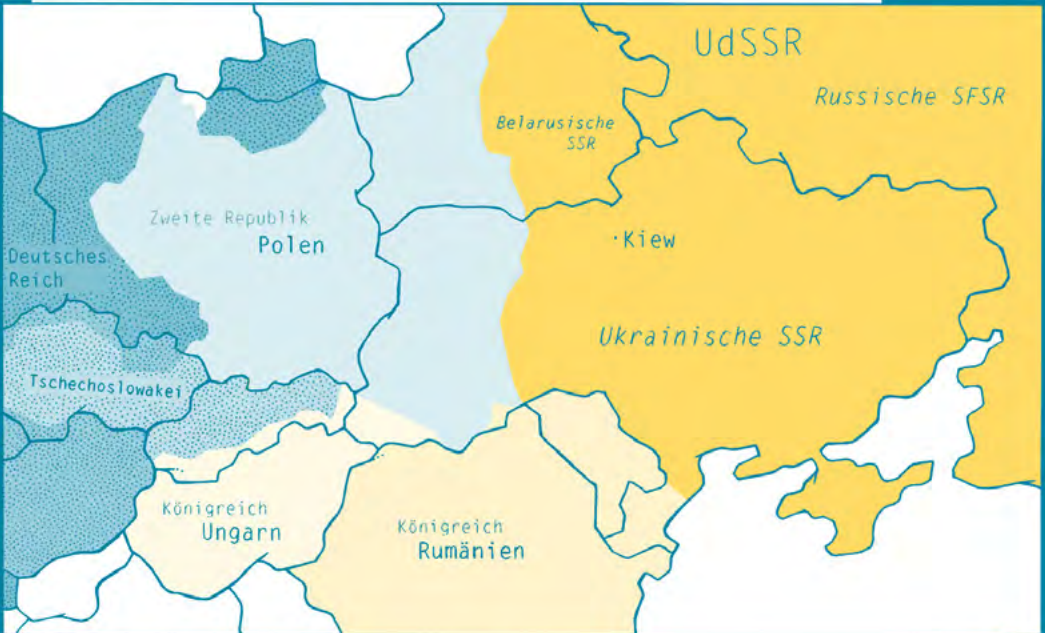 UdSSR
Russische SFSR
Belarusische
SSR
Zweite Republik
Polen
·Kiew
Deutsches
Reich
Ukrainische SSR
Tschechoslowakei
Königreich
Ungarn
Königreich
Rumänien